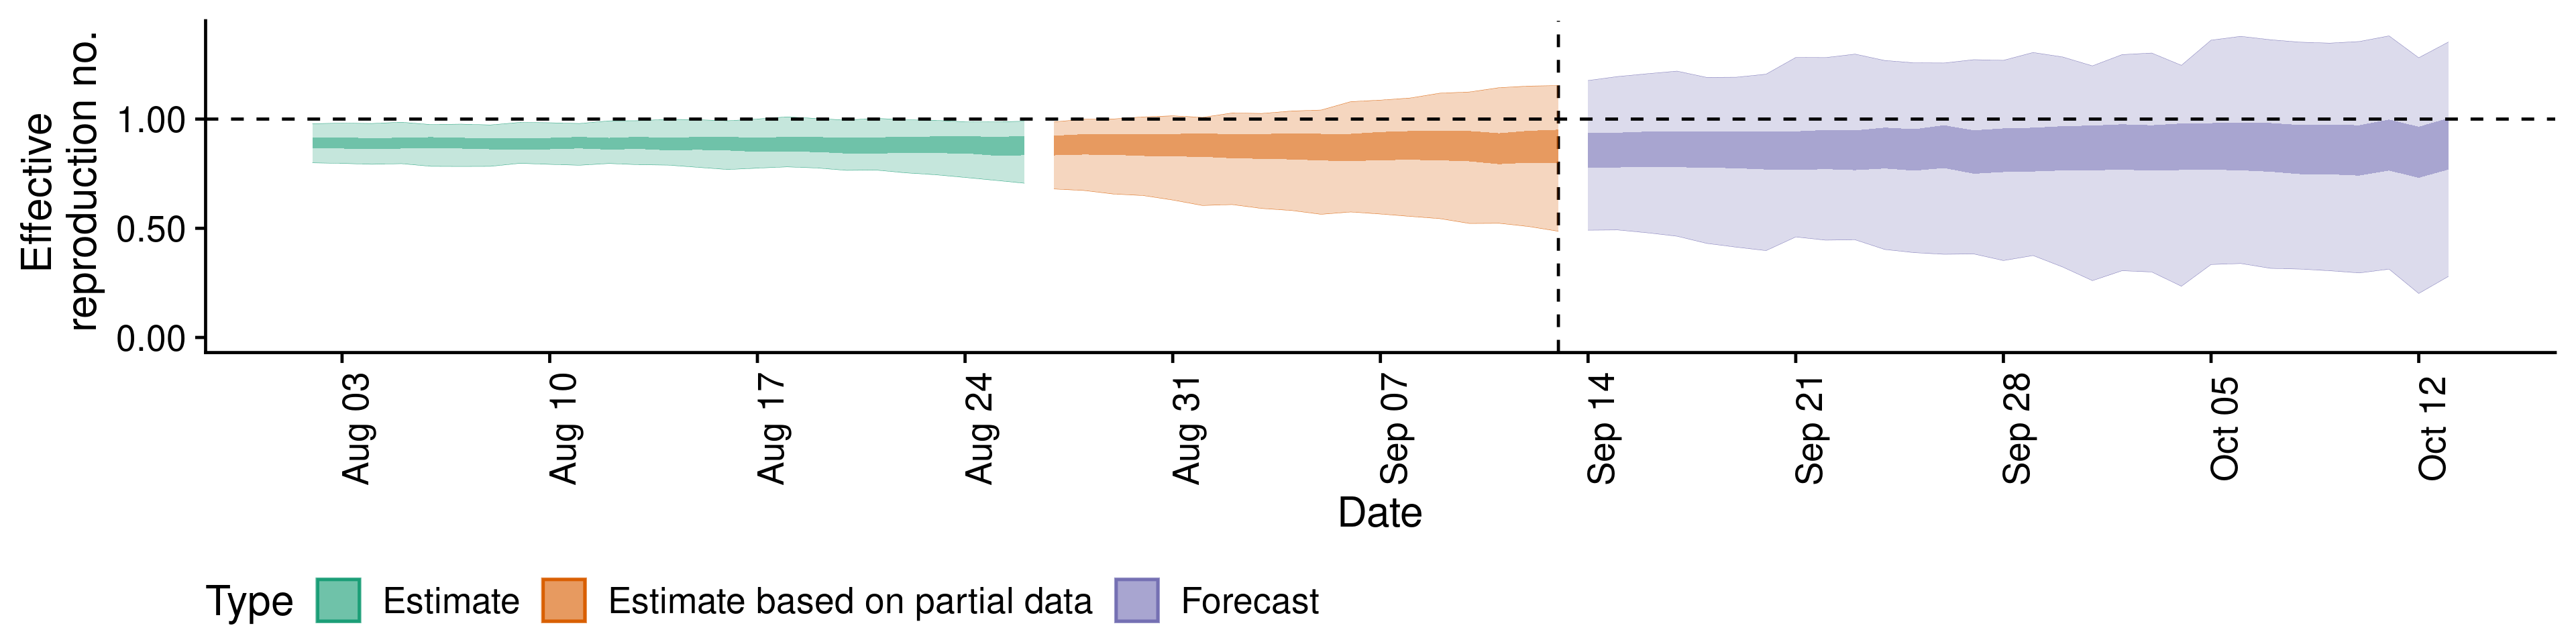 Effective
reproduction no.
1.00
0.50
0.00
Aug 03
Aug 10
Aug 17
Aug 24
Aug 31
Sep 07
Sep 14
Sep 21
Sep 28
Oct 05
Oct 12
Date
Type Estimate Estimate based on partial data Forecast